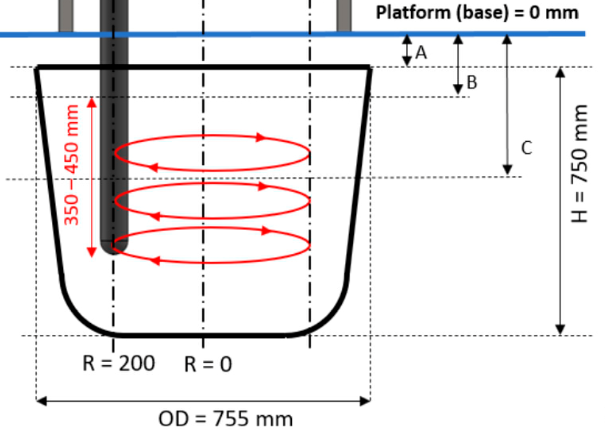 Platform (base) = 0 mm
A
B
C
350 – 450 mm
H = 750 mm
R = 200 R = 0
OD = 755 mm